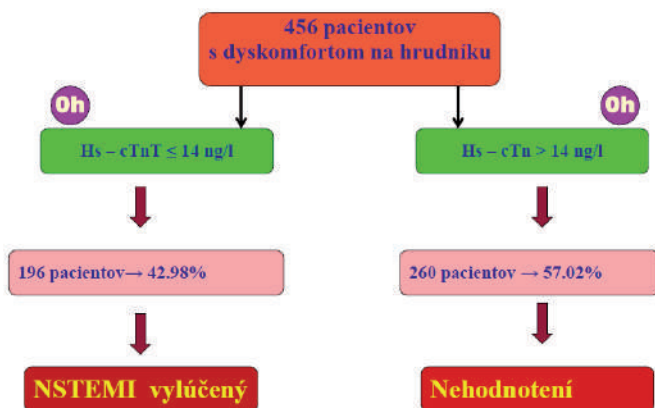 456 pacientov
s dyskomfortom na hrudníku
0h
0h
Hs – cTnT ≤ 14 ng/l
Hs – cTn > 14 ng/l
196 pacientov→ 42.98%
260 pacientov → 57.02%
NSTEMI vylúčený
Nehodnotení